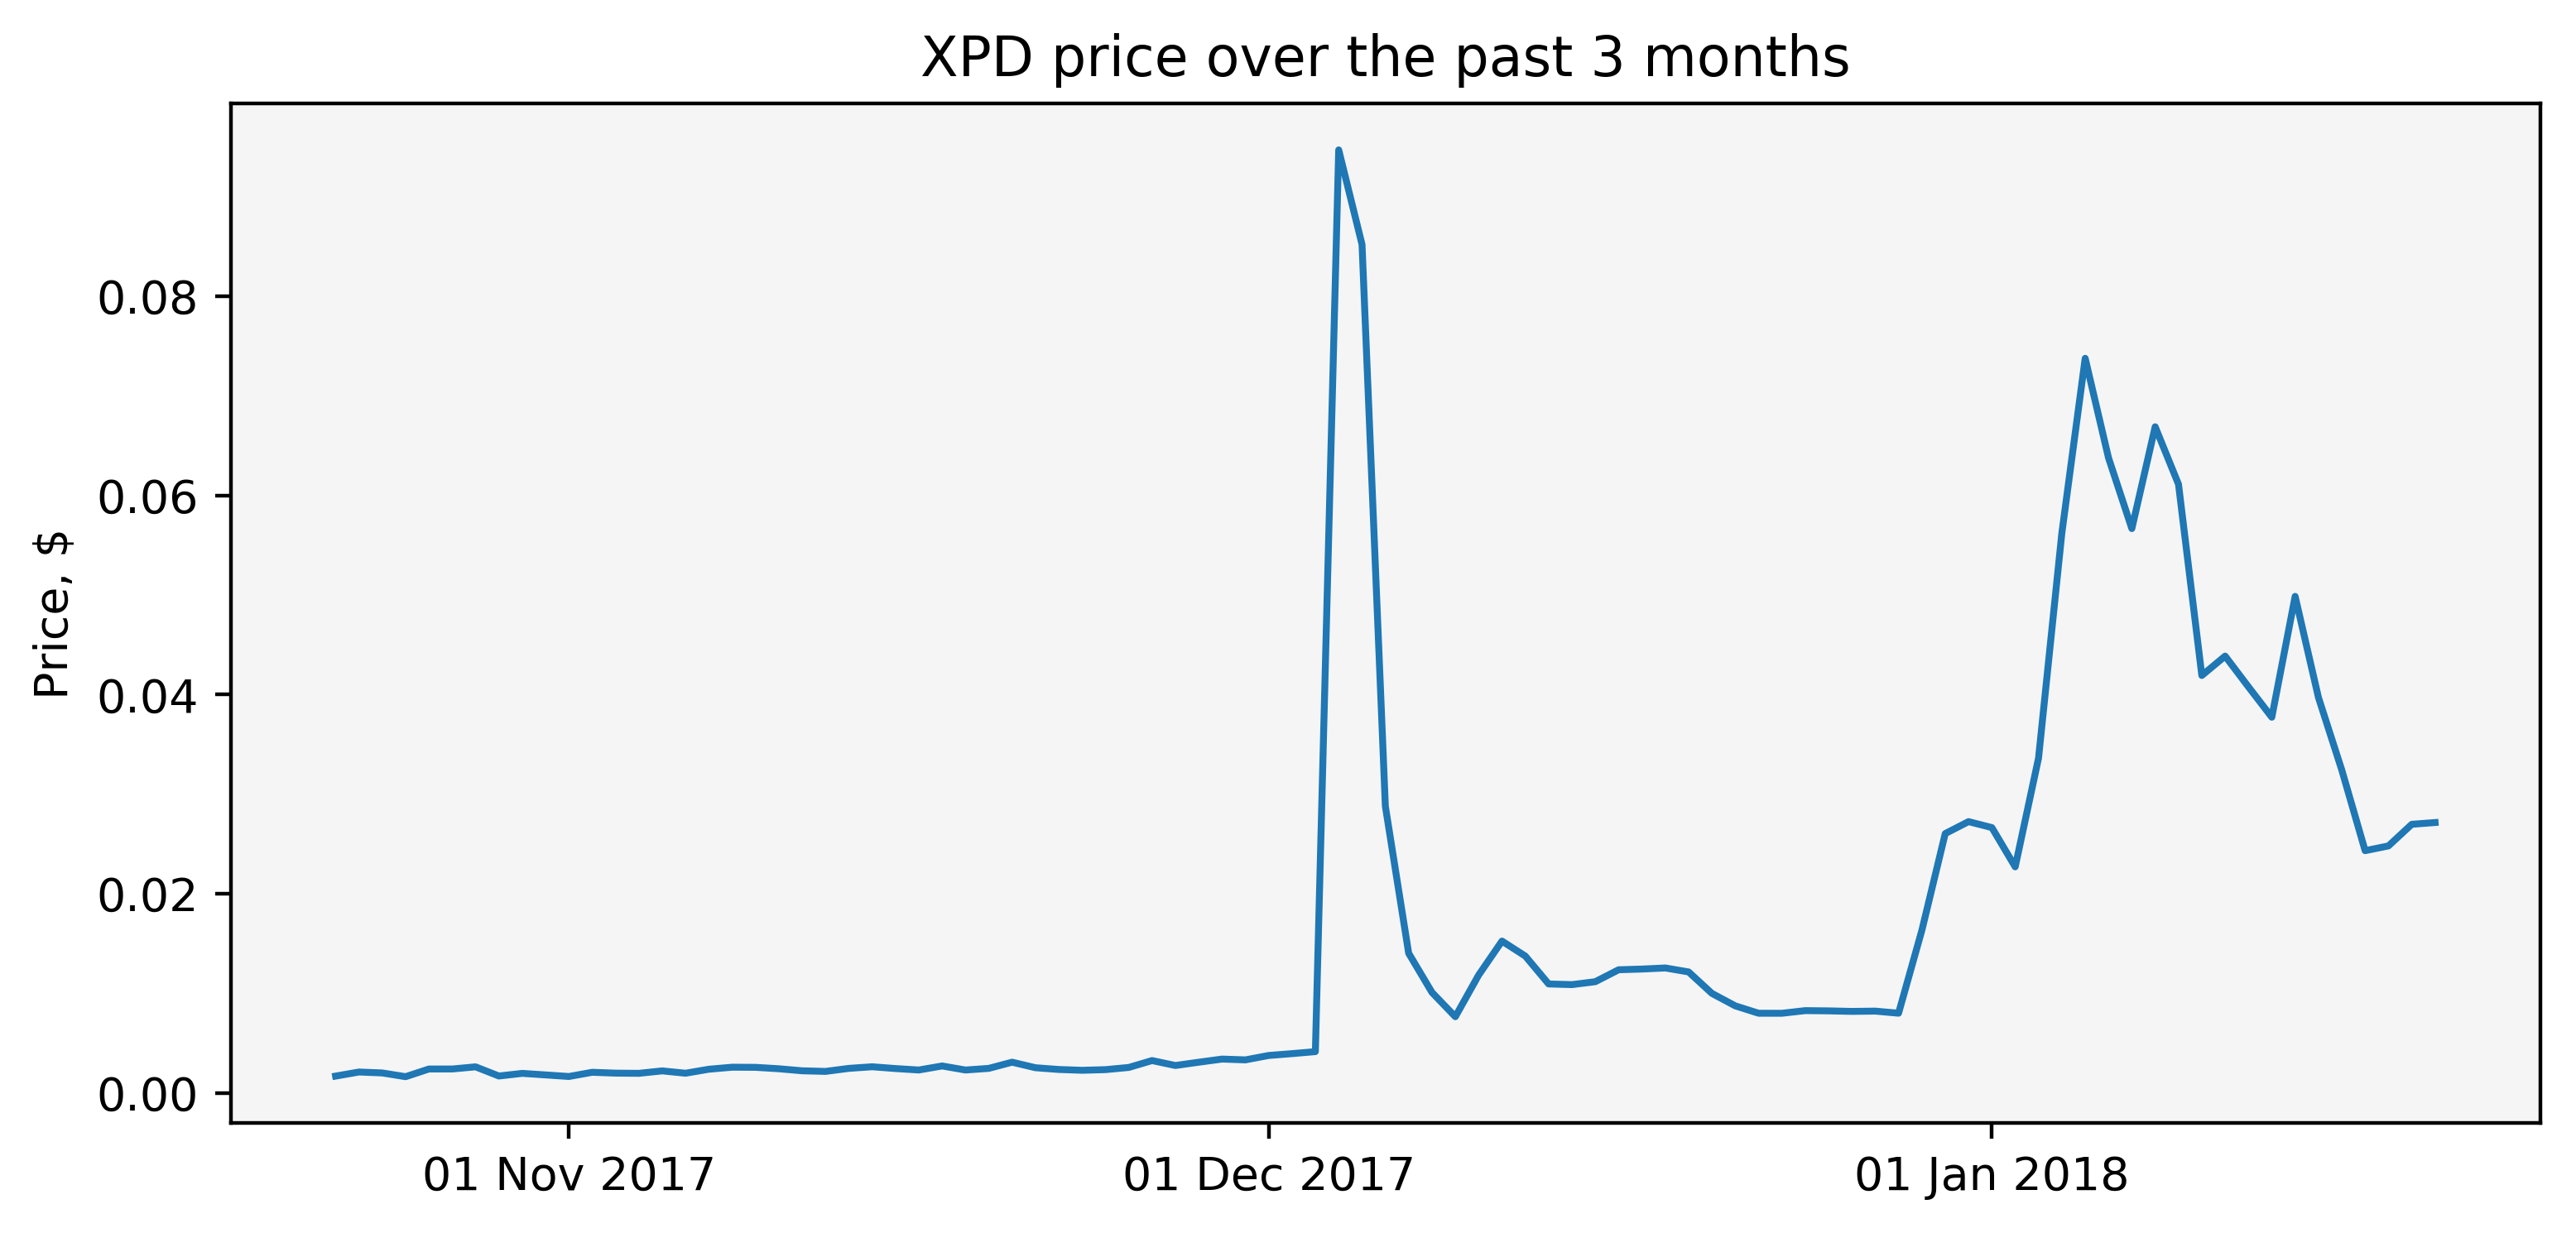 XPD price over the past 3 months
Price, $
0.08
0.06
0.04
0.02
0.00
01 Nov 2017
01 Dec 2017
01 Jan 2018